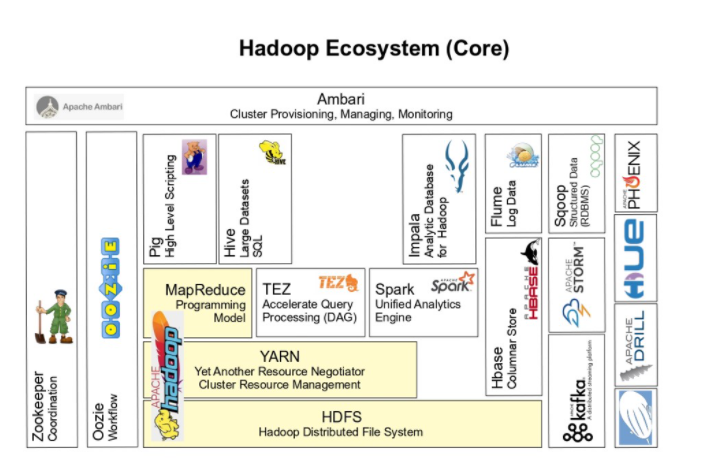 Hadoop Ecosystem (Core)
Apache Ambari
Ambari
Cluster Provisioning, Managing, Monitoring
Zookeeper
Coordination
OOZIE
Oozie
Workflow
Pig
High Level Scripting
HIVE
Hive
Large Datasets
SQL
Impala
Analytic Database
for Hadoop
Flume
Log Data
sqoop
Sqoop
Structured Data
(RDBMS)
APACHE
PHOENIX
MapReduce
Programming
Model
TEZ
TEZ
Accelerate Query
Processing (DAG)
APACHE
Spark
Spark
Unified Analytics
Engine
APACHE
HBASE
Hbase
Columnar Store
APACHE
STORM™
HUE
APACHE
DRILL
YARN
Yet Another Resource Negotiator
Cluster Resource Management
APACHE
hadoop
HDFS
Hadoop Distributed File System
APACHE
kafka
A distributed streaming platform